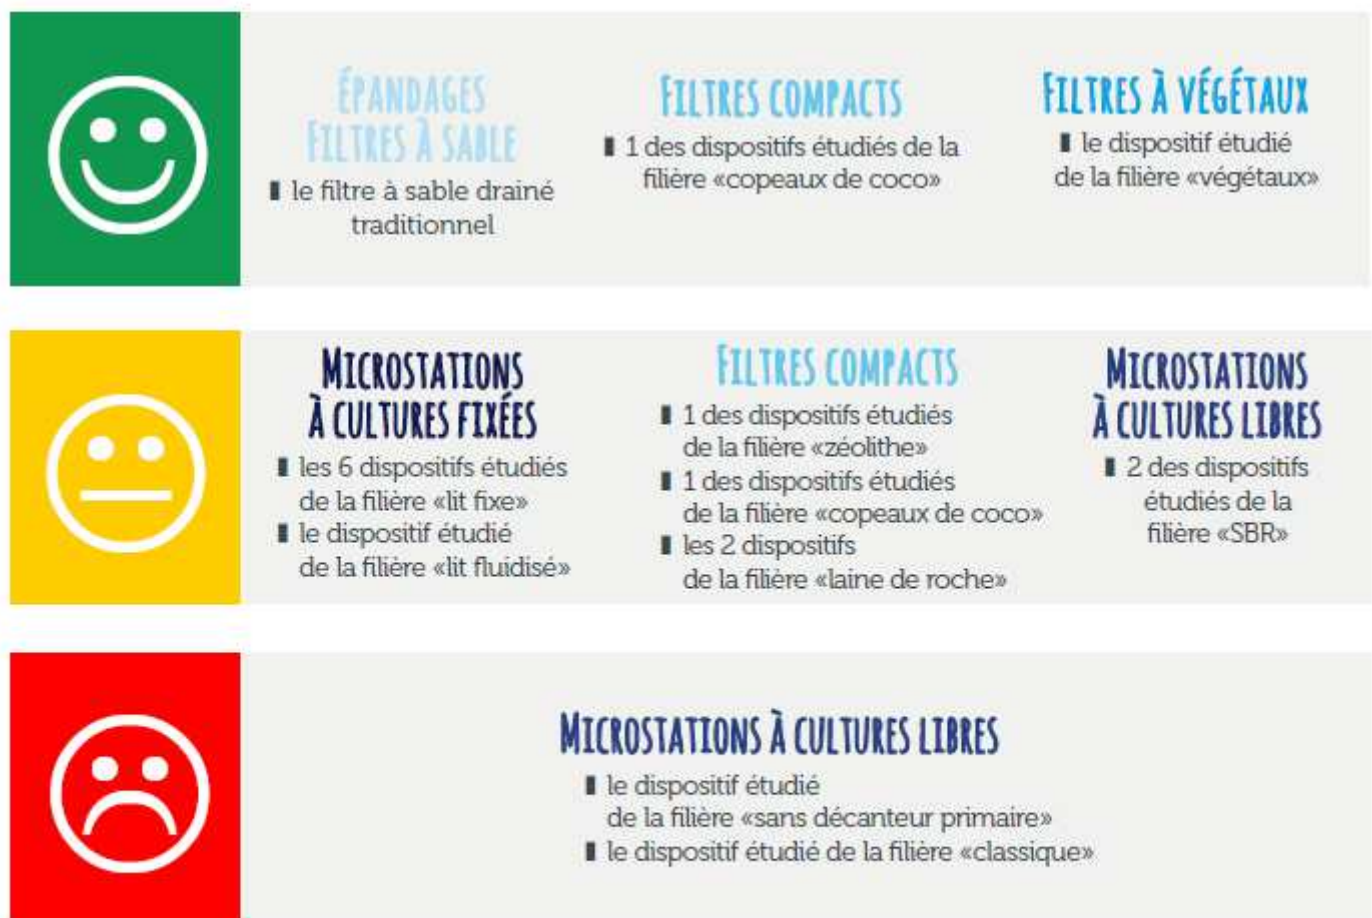 ÉPANDAGES
FILTRES À SABLE
▮ le filtre à sable drainé
traditionnel
FILTRES COMPACTS
▮ 1 des dispositifs étudiés de la
filière «copeaux de coco»
FILTRES À VÉGÉTAUX
▮ le dispositif étudié
de la filière «végétaux»
MICROSTATIONS
À CULTURES FIXÉES
▮ les 6 dispositifs étudiés
de la filière «lit fixe»
▮ le dispositif étudié
de la filière «lit fluidisé»
FILTRES COMPACTS
▮ 1 des dispositifs étudiés
de la filière «zéolithe»
▮ 1 des dispositifs étudiés
de la filière «copeaux de coco»
▮ les 2 dispositifs
de la filière «laine de roche»
MICROSTATIONS
À CULTURES LIBRES
▮ 2 des dispositifs
étudiés de la
filière «SBR»
MICROSTATIONS À CULTURES LIBRES
▮ le dispositif étudié
de la filière «sans décanteur primaire»
▮ le dispositif étudié de la filière «classique»